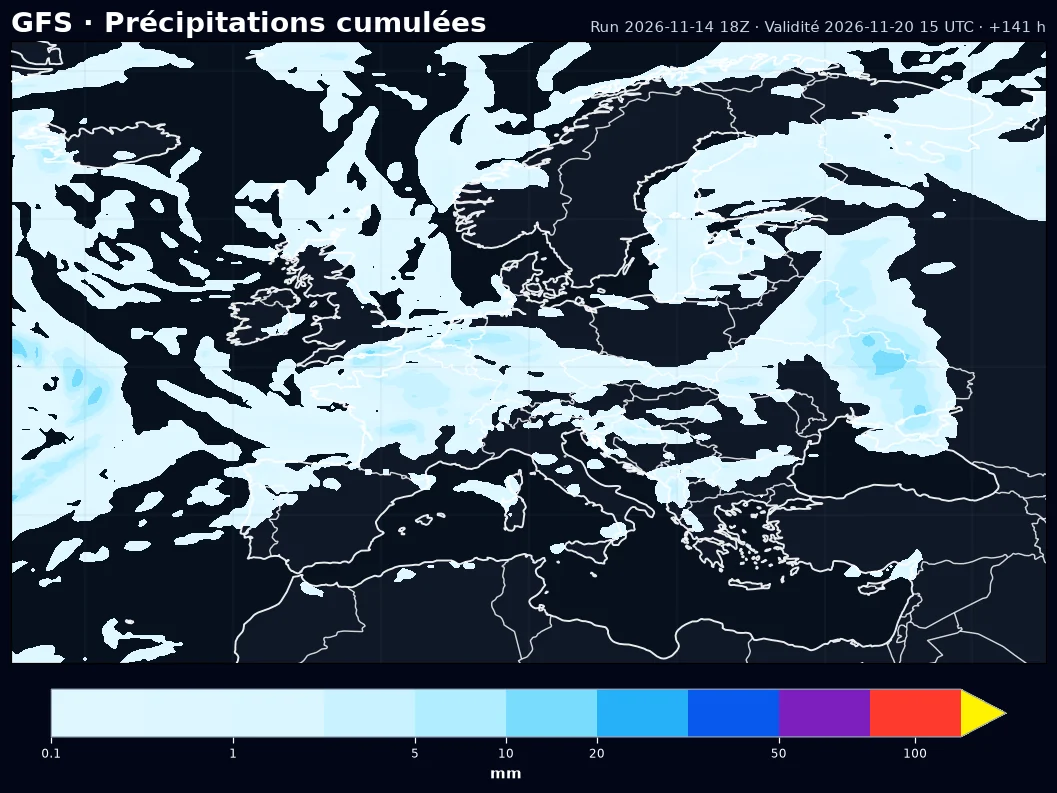 GFS · Précipitations cumulées
Run 2026-11-14 18Z · Validité 2026-11-20 15 UTC · +141 h
0.1 1 5 10 20 50 100
mm